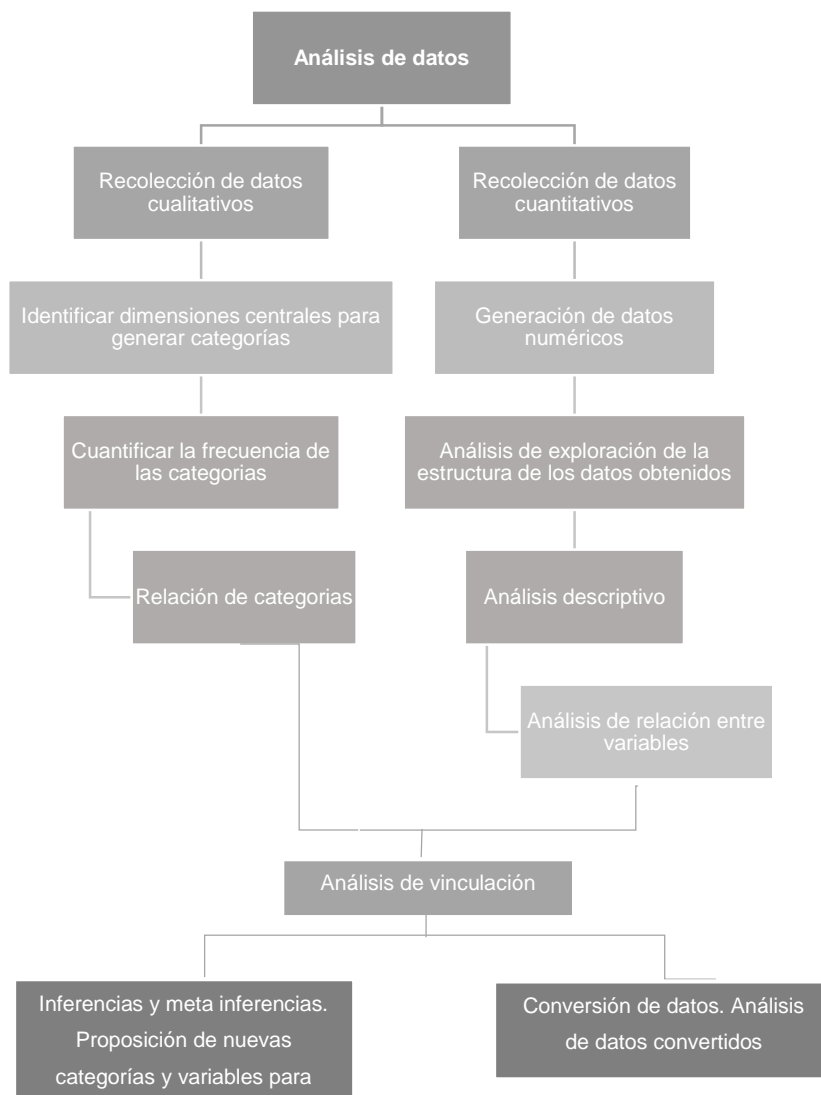 Análisis de datos
Recolección de datos
cualitativos
Recolección de datos
cuantitativos
Identificar dimensiones centrales para
generar categorías
Generación de datos
numéricos
Cuantificar la frecuencia de
las categorias
Análisis de exploración de la
estructura de los datos obtenidos
Relación de categorias
Análisis descriptivo
Análisis de relación entre
variables
Análisis de vinculación
Inferencias y meta inferencias.
Proposición de nuevas
categorías y variables para
Conversión de datos. Análisis
de datos convertidos